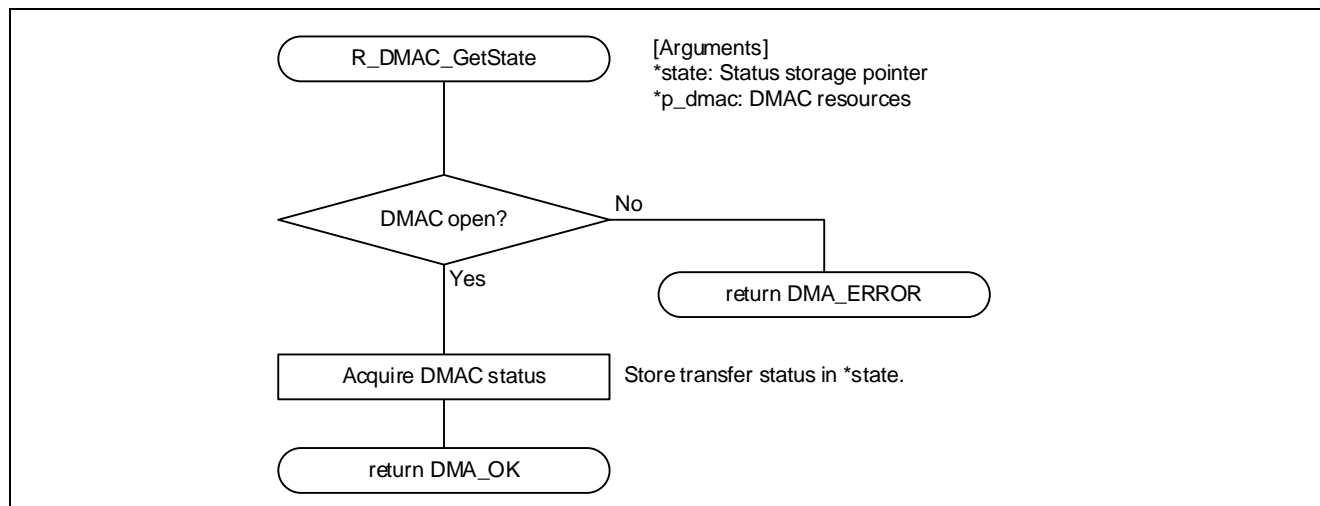 R_DMAC_GetState
[Arguments]
*state: Status storage pointer
*p_dmac: DMAC resources
DMAC open?
No
Yes
return DMA_ERROR
Acquire DMAC status
Store transfer status in *state.
return DMA_OK